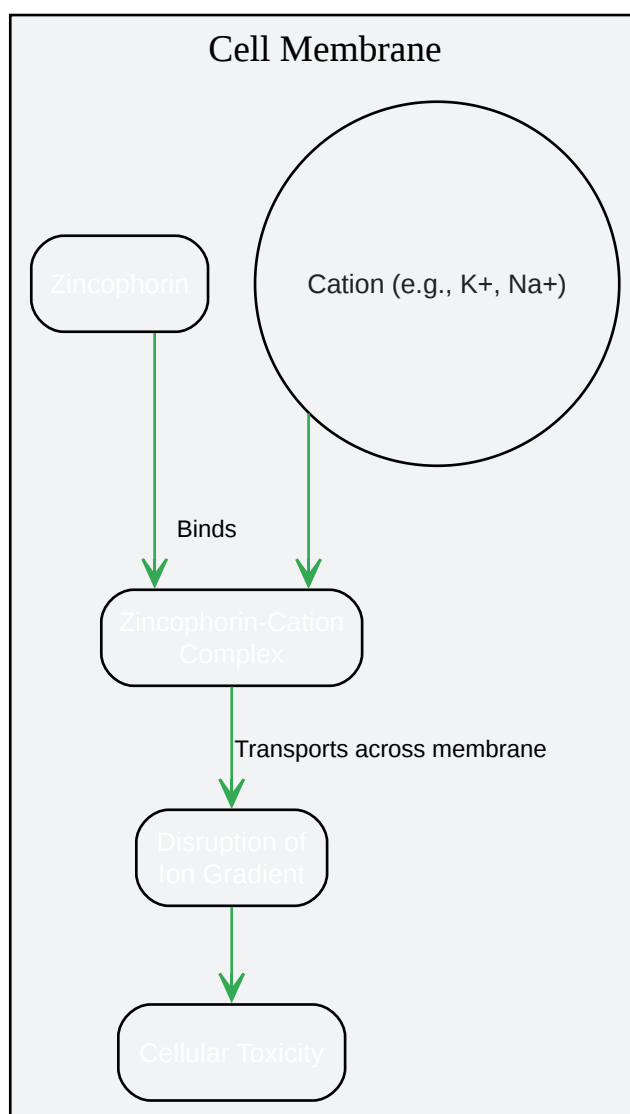 Cell Membrane
Zincophorin
Cation (e.g., K+, Na+)
Binds
Zincophorin-Cation
Complex
Transports across membrane
Disruption of
Ion Gradient
Cellular Toxicity